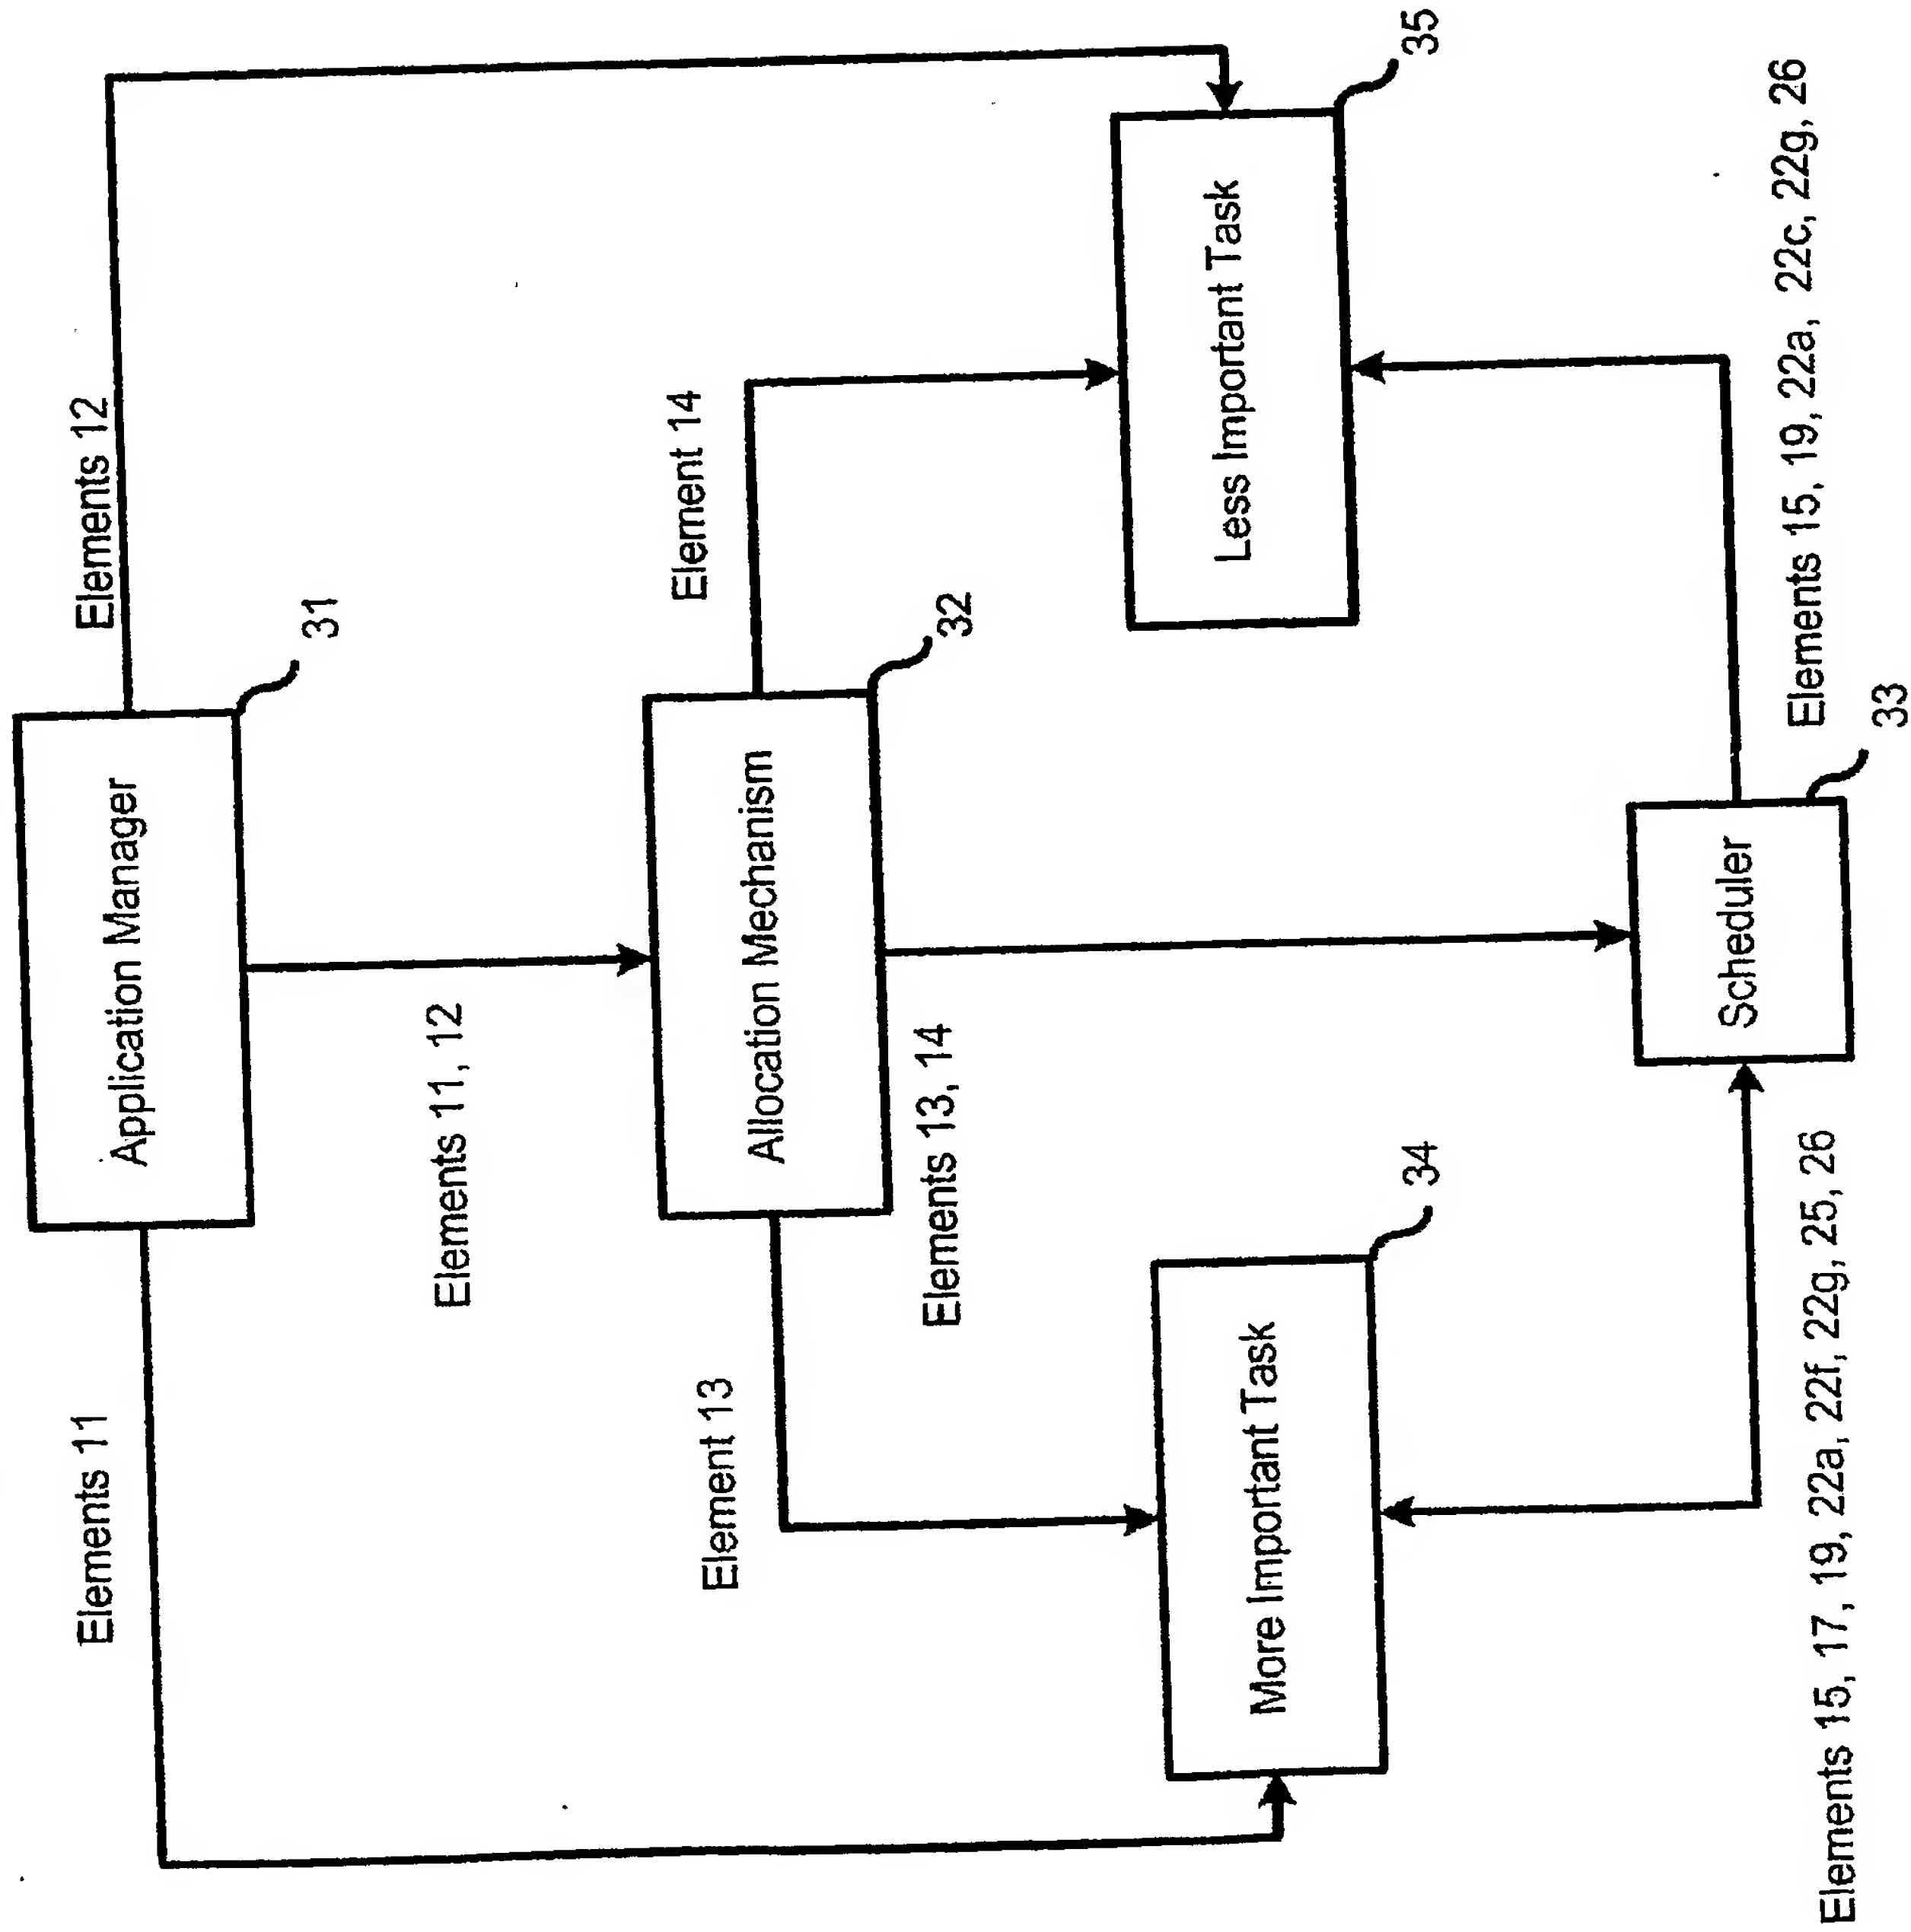 Elements 11
Application Manager
31
Elements 12
Elements 11, 12
Element 13
Allocation Mechanism
32
Element 14
Elements 13, 14
More Important Task
34
Less Important Task
35
Scheduler
33
Elements 15, 17, 19, 22a, 22f, 22g, 25, 26
Elements 15, 19, 22a, 22c, 22g, 26